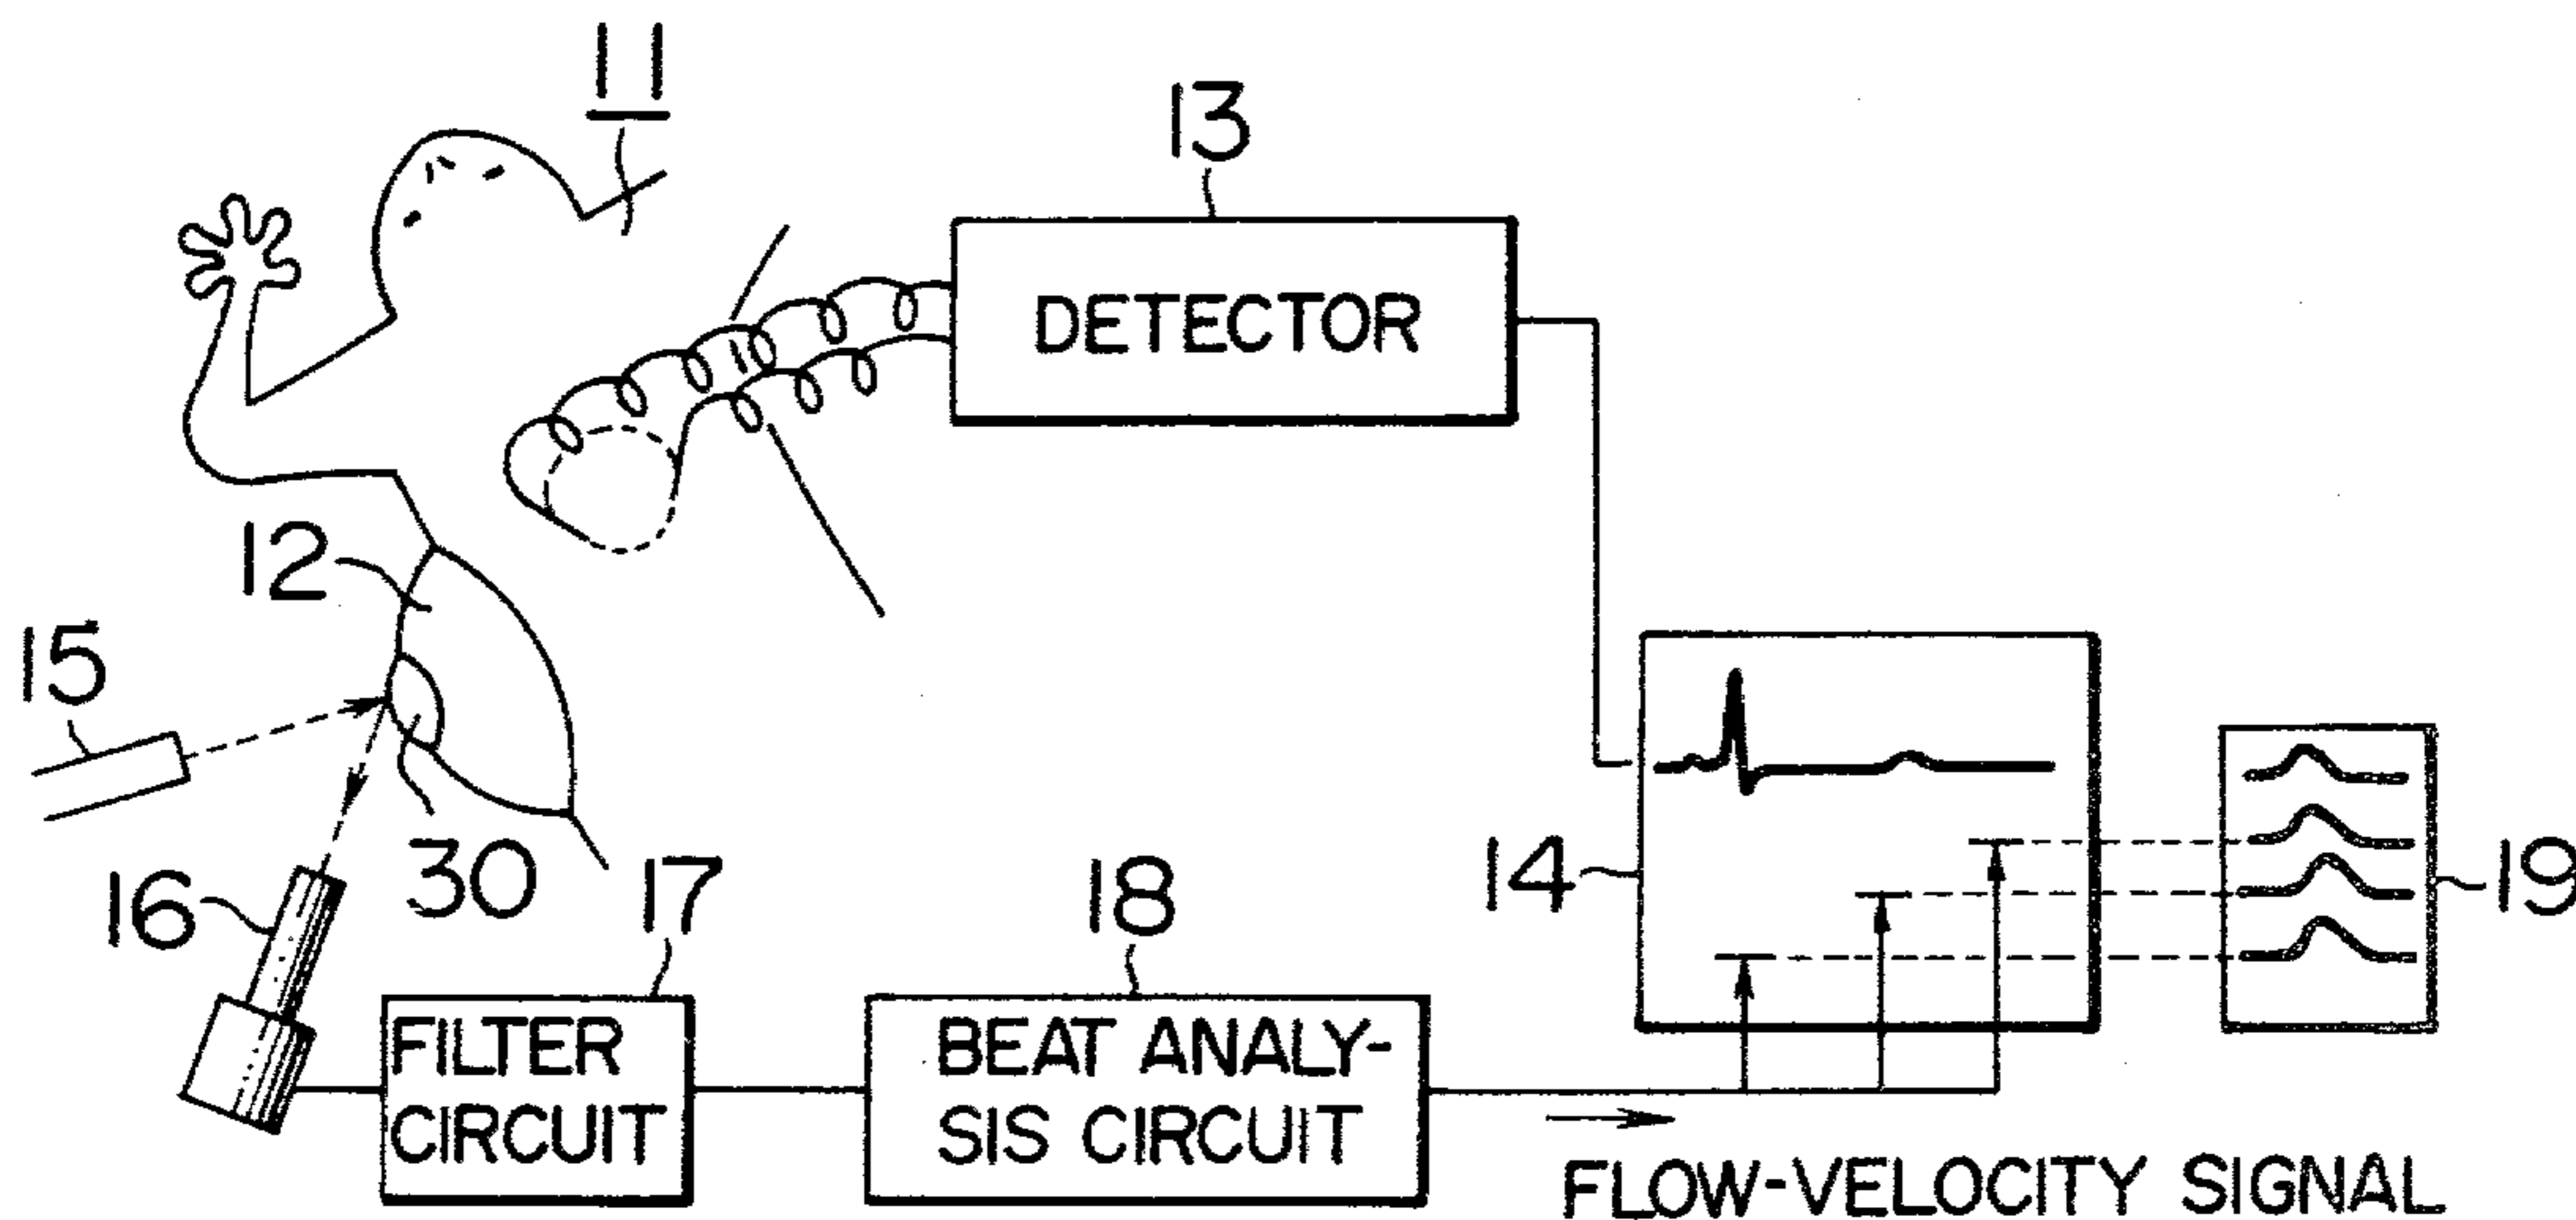 11
13
DETECTOR
12
15
30
16
17
18
14
19
FILTER
CIRCUIT
BEAT ANALY-
SIS CIRCUIT
FLOW-VELOCITY SIGNAL